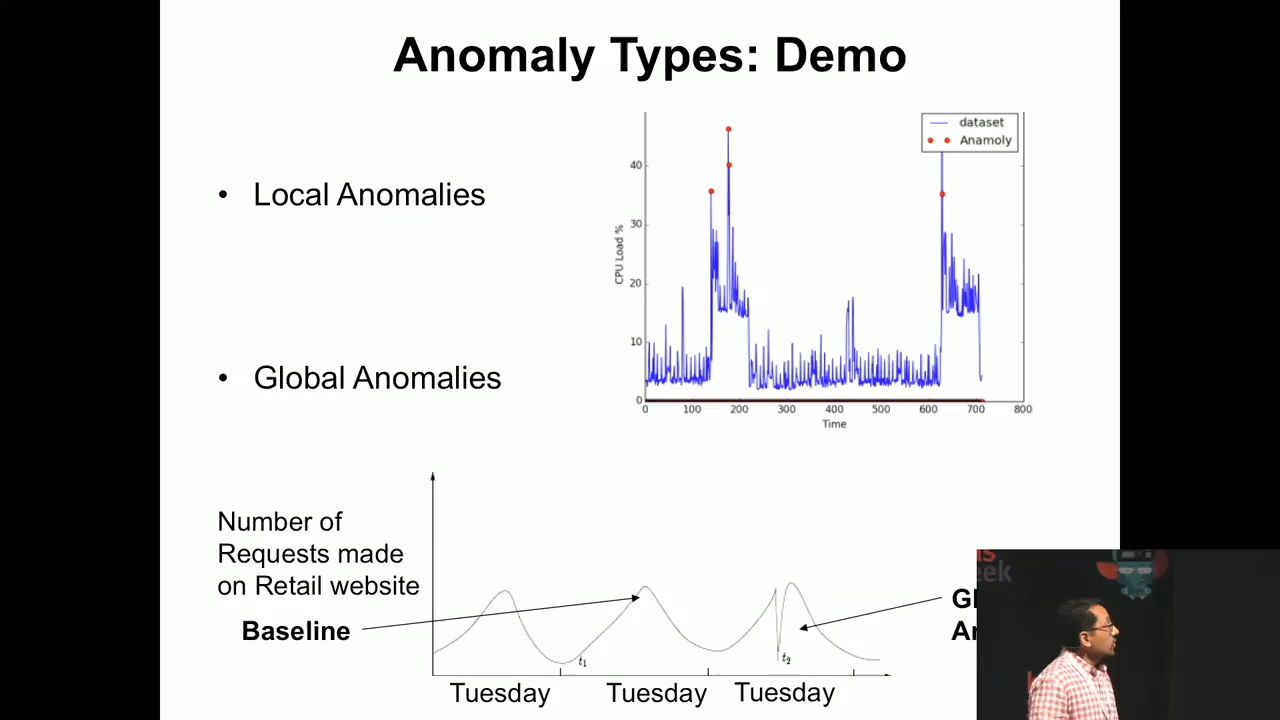 Anomaly Types: Demo
• Local Anomalies
• Global Anomalies
dataset
Anamoly
CPU Load %
40
30
20
10
0
0 100 200 300 400 500 600 700 800
Time
Number of
Requests made
on Retail website
Baseline
t1
t2
Tuesday Tuesday Tuesday